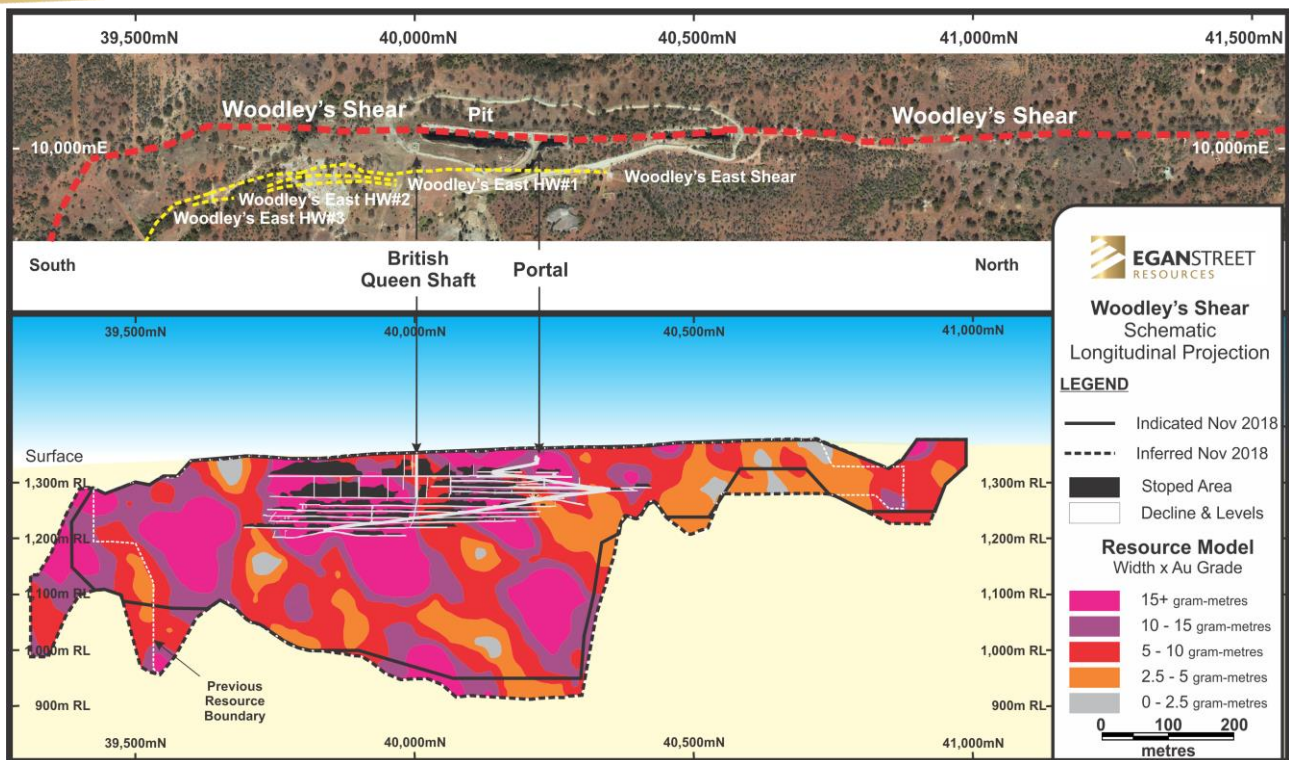 39,500mN 40,000mN 40,500mN 41,000mN 41,500mN
Woodley's Shear
Pit
Woodley's Shear
10,000mE
10,000mE
Woodley's East HW#1
Woodley's East Shear
Woodley's East HW#2
Woodley's East HW#3
South
British
Queen Shaft
Portal
North
39,500mN 40,000mN 40,500mN 41,000mN
Surface
1,300m RL
1,200m RL
1,100m RL
1,000m RL
900m RL
1,300m RL
1,200m RL
1,100m RL
1,000m RL
900m RL
Previous
Resource
Boundary
39,500mN 40,000mN 40,500mN 41,000mN
EGANSTREET
RESOURCES
Woodley's Shear
Schematic
Longitudinal Projection
LEGEND
Indicated Nov 2018
Inferred Nov 2018
Stoped Area
Decline & Levels
Resource Model
Width x Au Grade
15+ gram-metres
10 - 15 gram-metres
5 - 10 gram-metres
2.5 - 5 gram-metres
0 - 2.5 gram-metres
0 100 200
metres